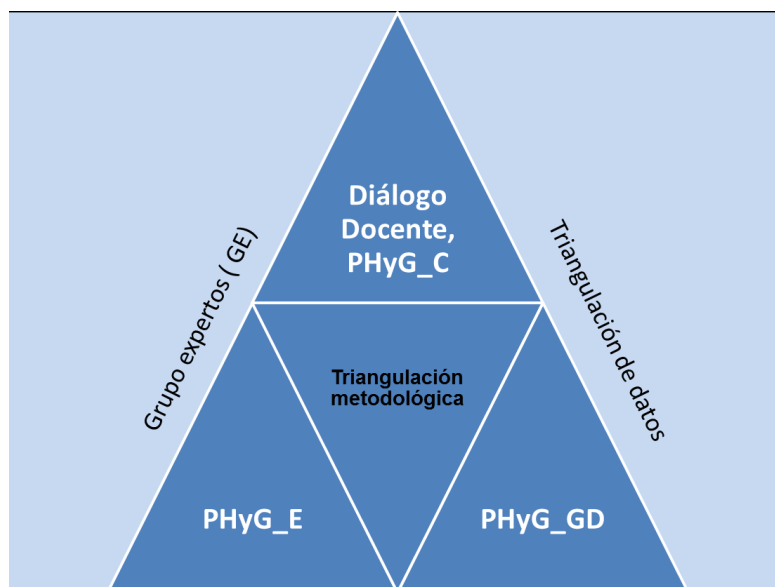 Diálogo
Docente,
PHyG_C
Grupo expertos ( GE)
Triangulación de datos
Triangulación
metodológica
PHyG_E
PHyG_GD